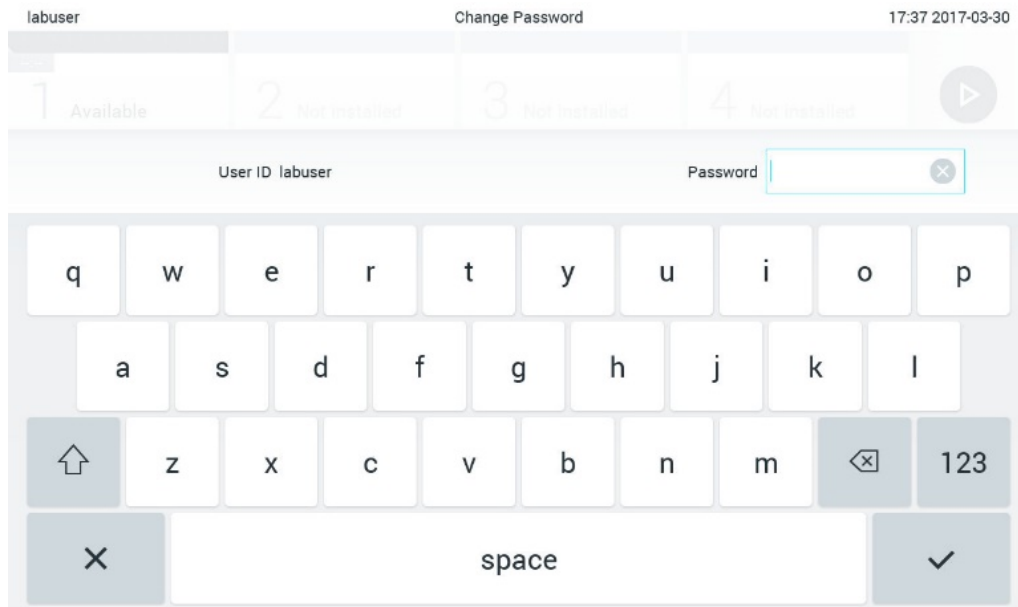 labuser Change Password 17:37 2017-03-30
1 Available 2 Not installed 3 Not installed 4 Not installed
User ID labuser Password
q w e r t y u i o p
a s d f g h j k l
z x c v b n m 123
space